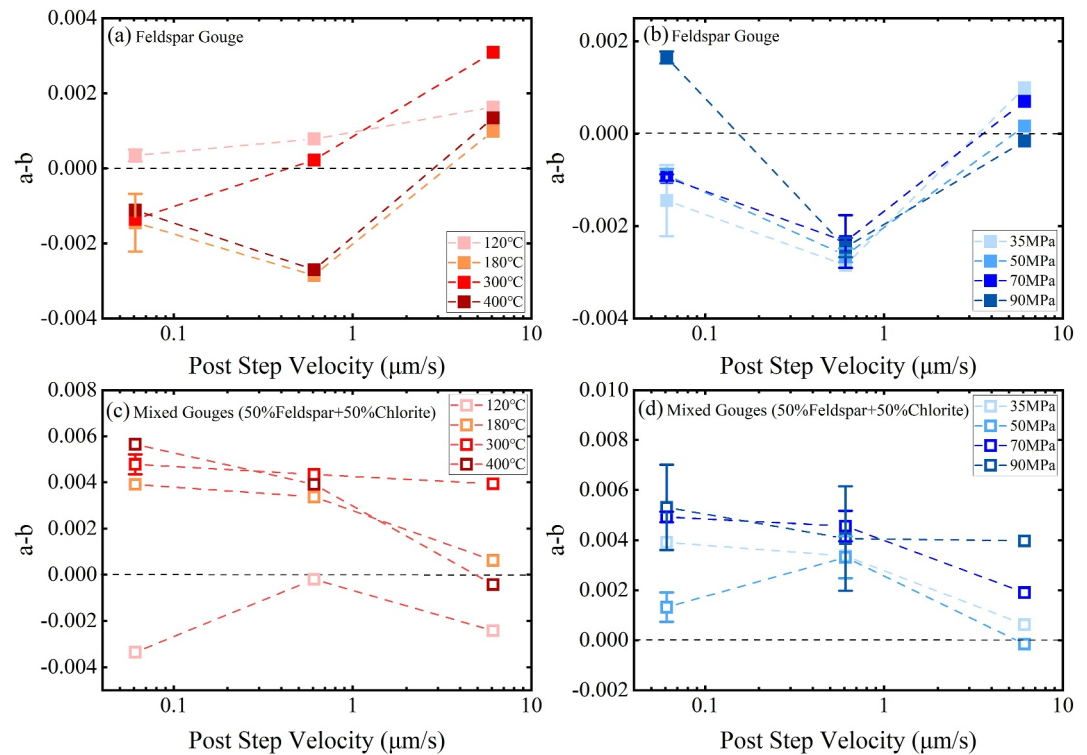 (a) Feldspar Gouge
0.004
0.002
0.000
-0.002
-0.004
a-b
120℃
180℃
300℃
400℃
0.1
1
10
Post Step Velocity (μm/s)
(b) Feldspar Gouge
0.002
0.000
-0.002
-0.004
a-b
35MPa
50MPa
70MPa
90MPa
0.1
1
10
Post Step Velocity (μm/s)
(c) Mixed Gouges (50%Feldspar+50%Chlorite)
0.008
0.006
0.004
0.002
0.000
-0.002
-0.004
a-b
120℃
180℃
300℃
400℃
0.1
1
10
Post Step Velocity (μm/s)
(d) Mixed Gouges (50%Feldspar+50%Chlorite)
0.010
0.008
0.006
0.004
0.002
0.000
-0.002
a-b
35MPa
50MPa
70MPa
90MPa
0.1
1
10
Post Step Velocity (μm/s)